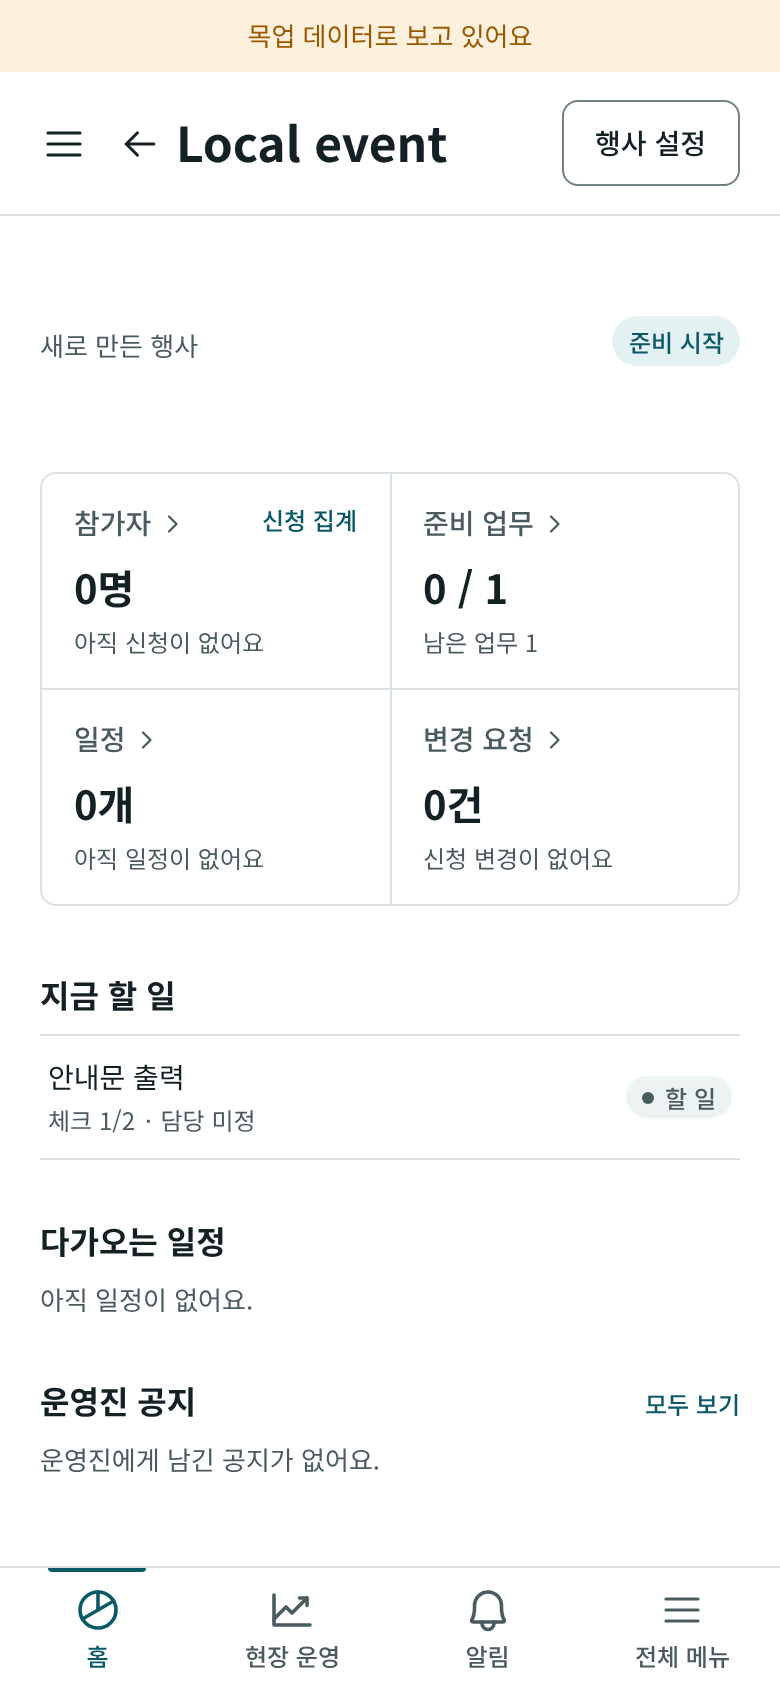 목업 데이터로 보고 있어요
Local event
행사 설정
새로 만든 행사
준비 시작
참가자
신청 집계
0명
아직 신청이 없어요
준비 업무
0 / 1
남은 업무 1
일정
0개
아직 일정이 없어요
변경 요청
0건
신청 변경이 없어요
지금 할 일
안내문 출력
체크 1/2 · 담당 미정
할 일
다가오는 일정
아직 일정이 없어요.
운영진 공지
모두 보기
운영진에게 남긴 공지가 없어요.
홈
현장 운영
알림
전체 메뉴